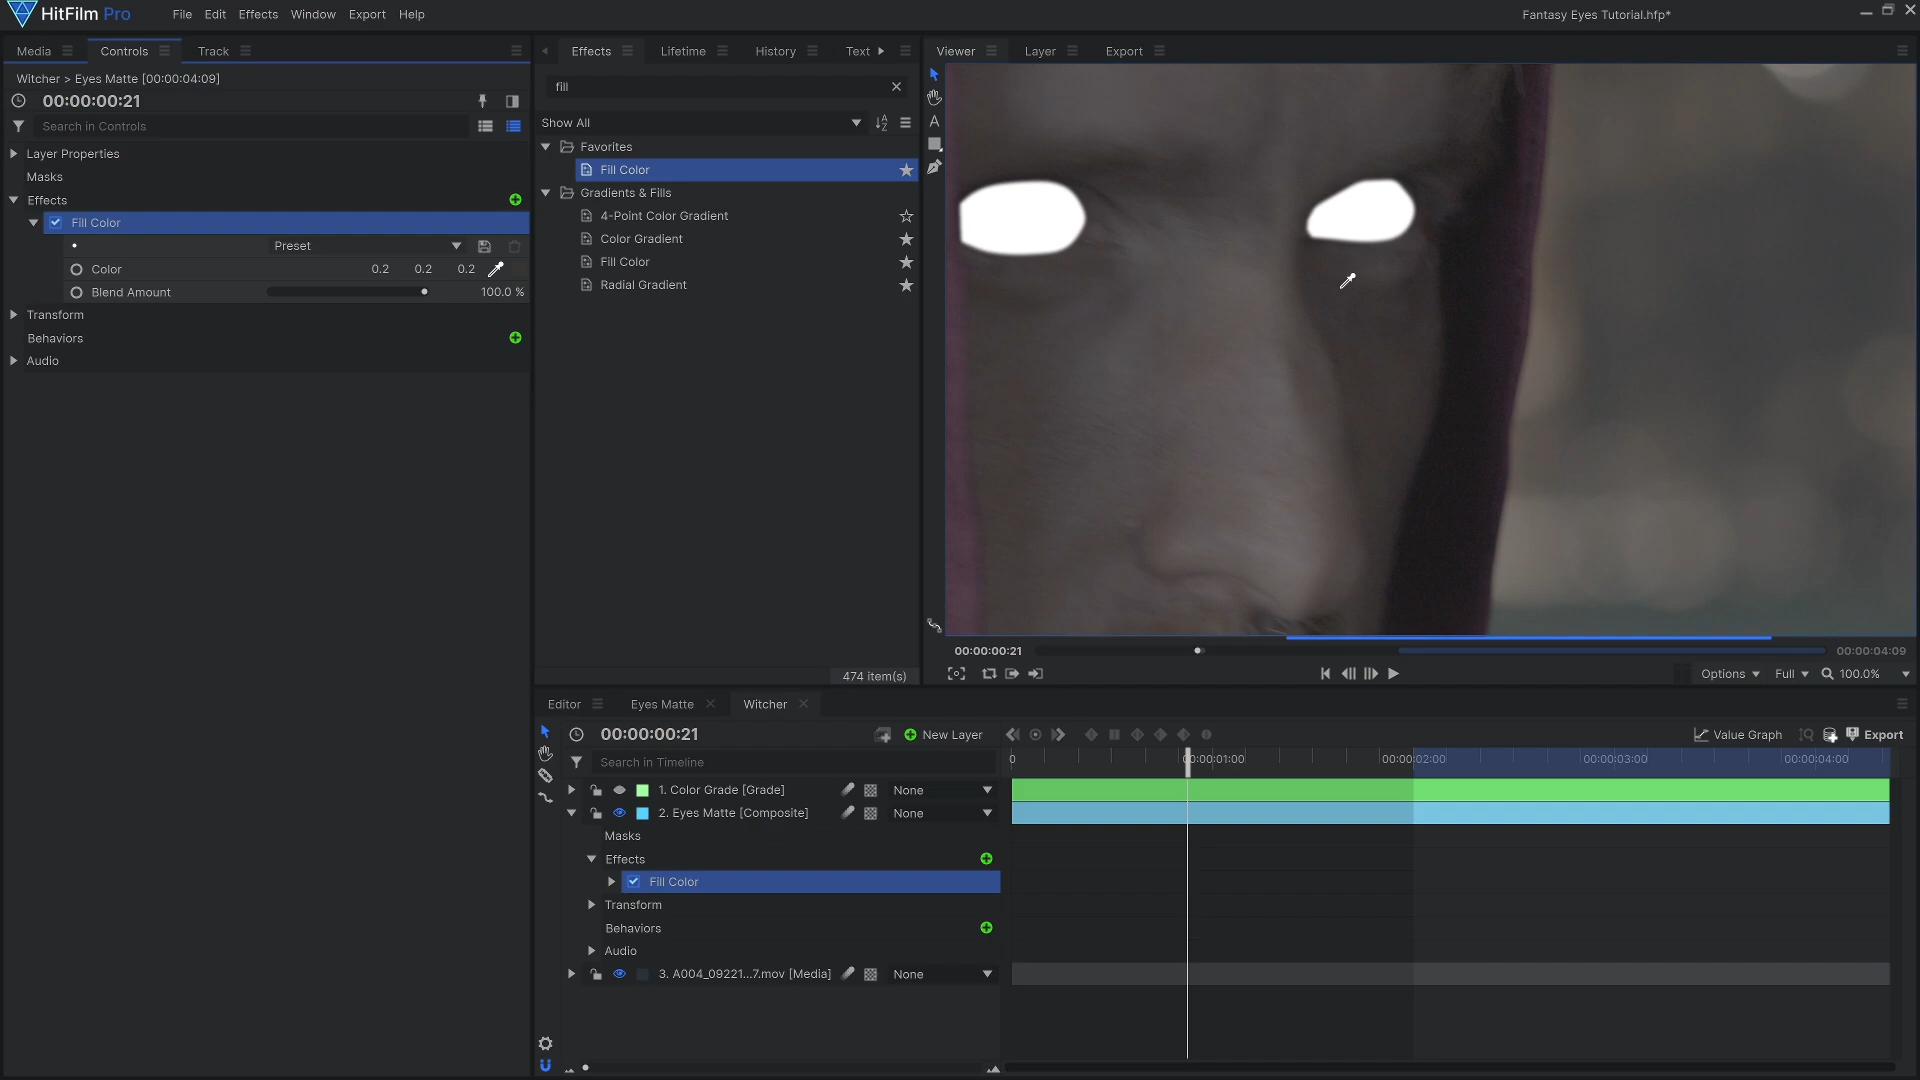 HitFilm Pro
File Edit Effects Window Export Help
Fantasy Eyes Tutorial.hfp*
Media Controls Track
Witcher > Eyes Matte [00:00:04:09]
00:00:00:21
Search in Controls
Layer Properties
Masks
Effects
Fill Color
Preset
Color 0.2 0.2 0.2
Blend Amount 100.0 %
Transform
Behaviors
Audio
Effects Lifetime History Text
fill
Show All
Favorites
Fill Color
Gradients & Fills
4-Point Color Gradient
Color Gradient
Fill Color
Radial Gradient
474 item(s)
Viewer Layer Export
00:00:00:21
00:00:04:09
Options Full 100.0%
Editor Eyes Matte Witcher
00:00:00:21 New Layer Value Graph Export
Search in Timeline
0 00:00:01:00 00:00:02:00 00:00:03:00 00:00:04:00
1. Color Grade [Grade] None
2. Eyes Matte [Composite] None
Masks
Effects
Fill Color
Transform
Behaviors
Audio
3. A004_09221...7.mov [Media] None